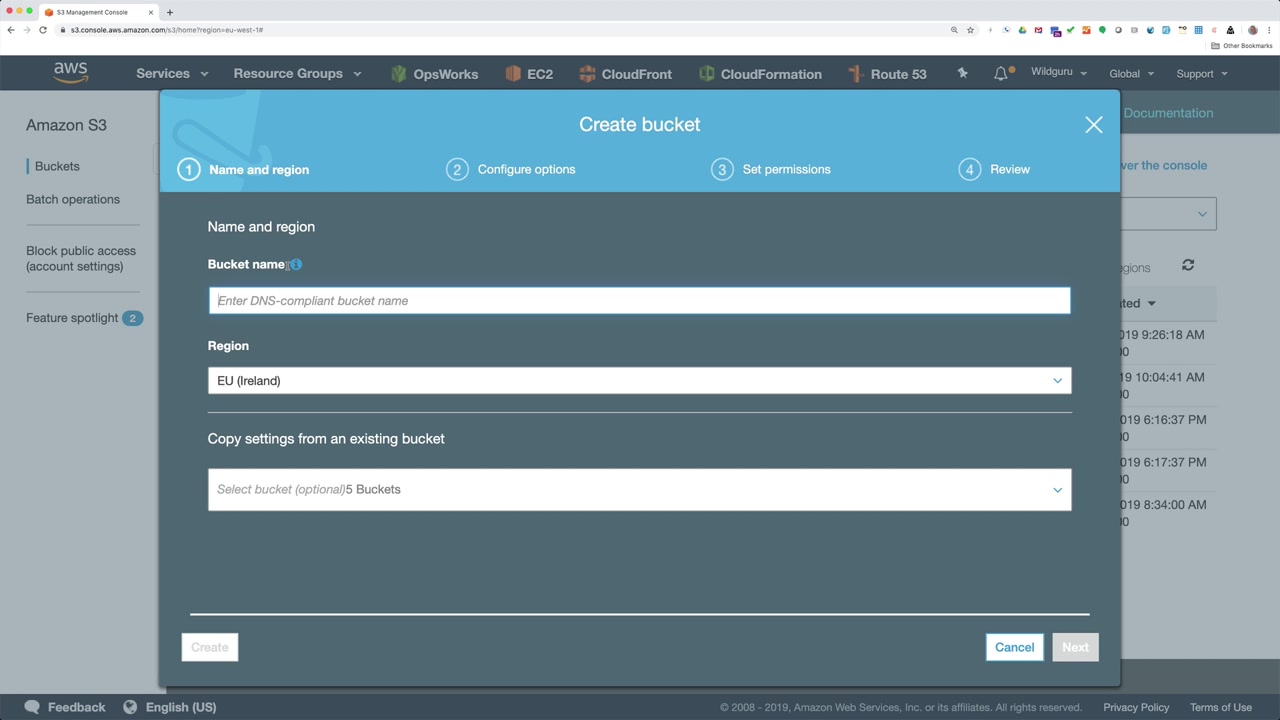 S3 Management Console
s3.console.aws.amazon.com/s3/home?region=eu-west-1#
Other Bookmarks
aws
Services
Resource Groups
OpsWorks
EC2
CloudFront
CloudFormation
Route 53
Wildguru
Global
Support
Amazon S3
Buckets
Batch operations
Block public access
(account settings)
Feature spotlight 2
Documentation
ver the console
Create bucket
1 Name and region
2 Configure options
3 Set permissions
4 Review
Name and region
Bucket name
Enter DNS-compliant bucket name
Region
EU (Ireland)
Copy settings from an existing bucket
Select bucket (optional)5 Buckets
Create
Cancel
Next
egions
ted
019 9:26:18 AM
00
19 10:04:41 AM
00
019 6:16:37 PM
00
019 6:17:37 PM
00
019 8:34:00 AM
00
Feedback
English (US)
© 2008 - 2019, Amazon Web Services, Inc. or its affiliates. All rights reserved.
Privacy Policy
Terms of Use